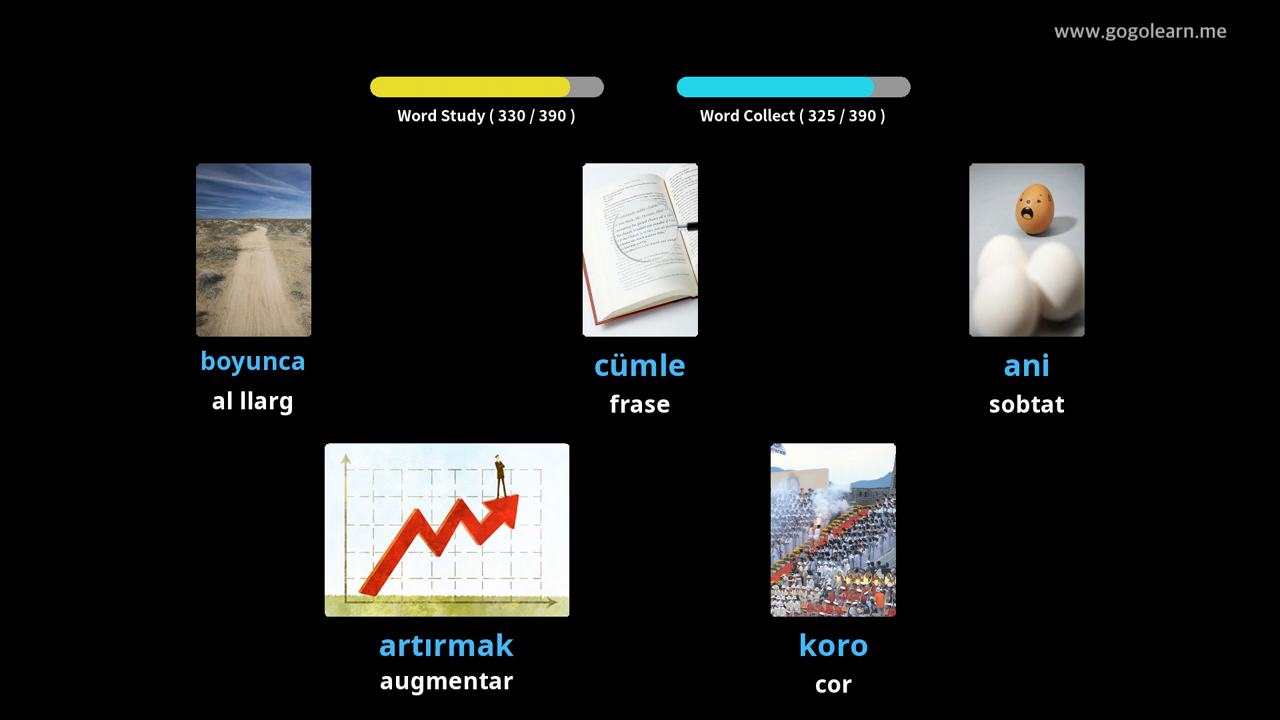 www.gogolearn.me
Word Study ( 330 / 390 )
Word Collect ( 325 / 390 )
boyunca
al llarg
cümle
frase
ani
sobtat
artırmak
augmentar
koro
cor